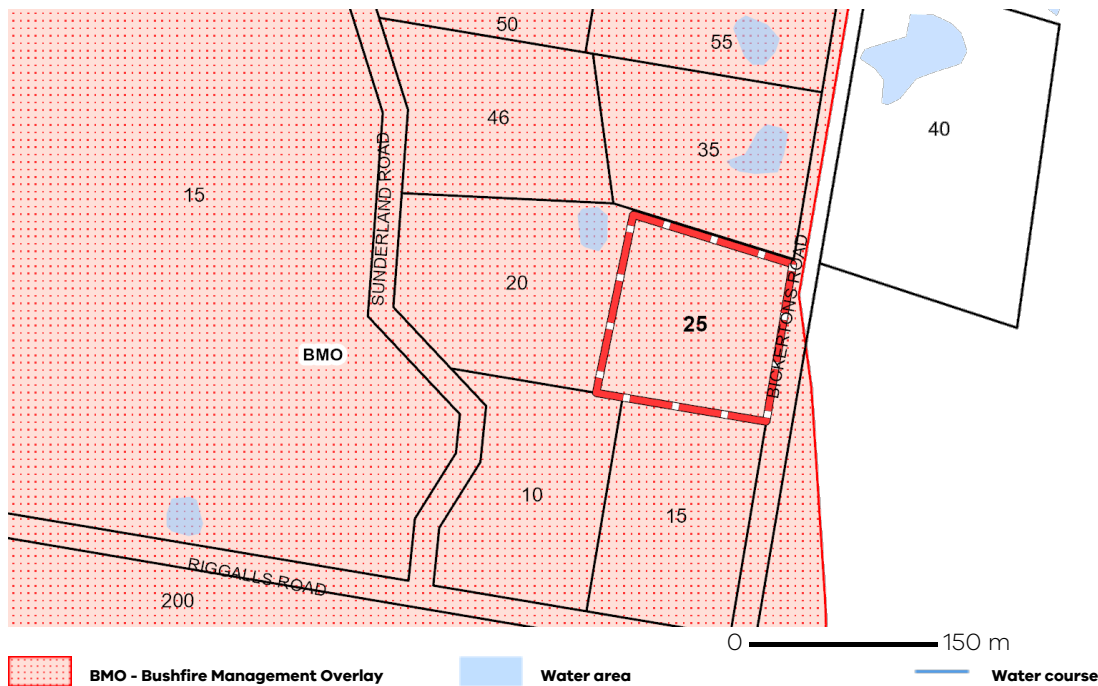 50
55
46
35
40
15
SUNDERLAND ROAD
20
25
BICKERTONS ROAD
BMO
10
15
RIGGALLS ROAD
200
0 150 m
BMO - Bushfire Management Overlay
Water area
Water course